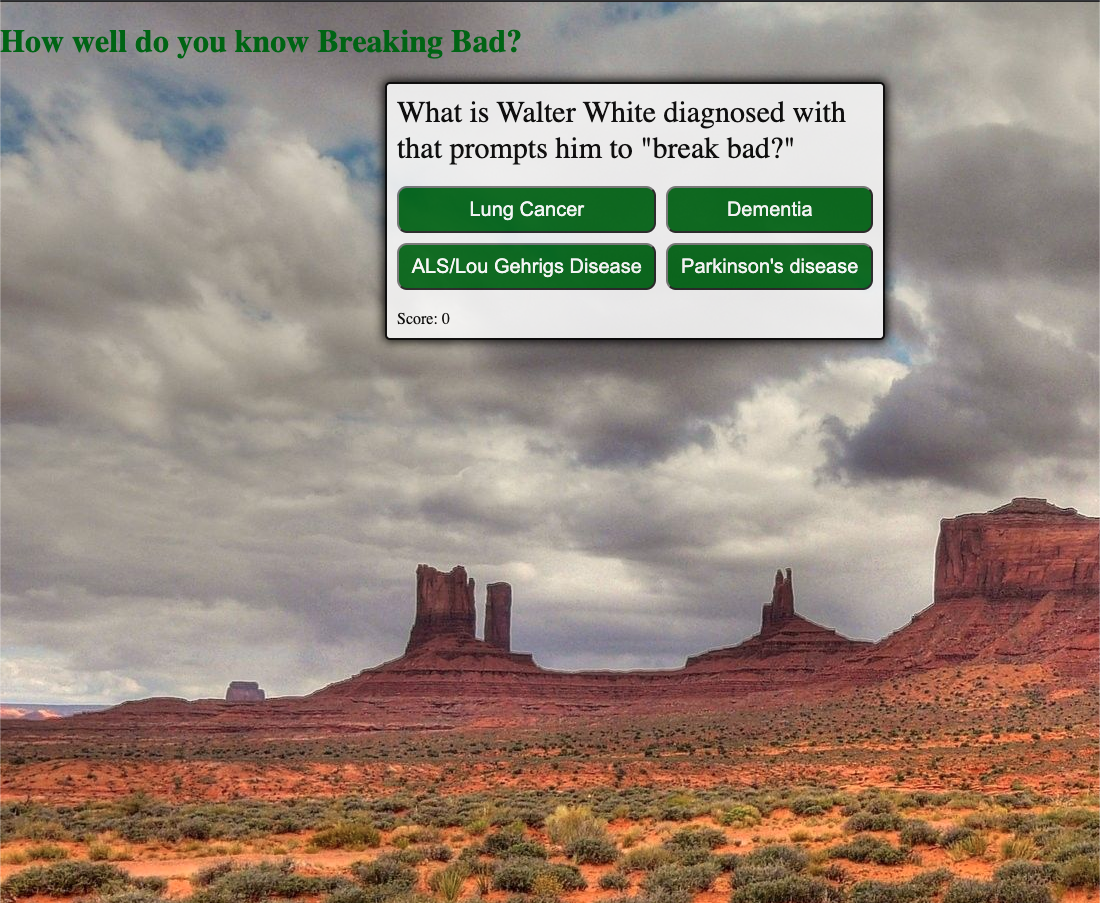 How well do you know Breaking Bad?
What is Walter White diagnosed with
that prompts him to "break bad?"
Lung Cancer
Dementia
ALS/Lou Gehrigs Disease
Parkinson's disease
Score: 0